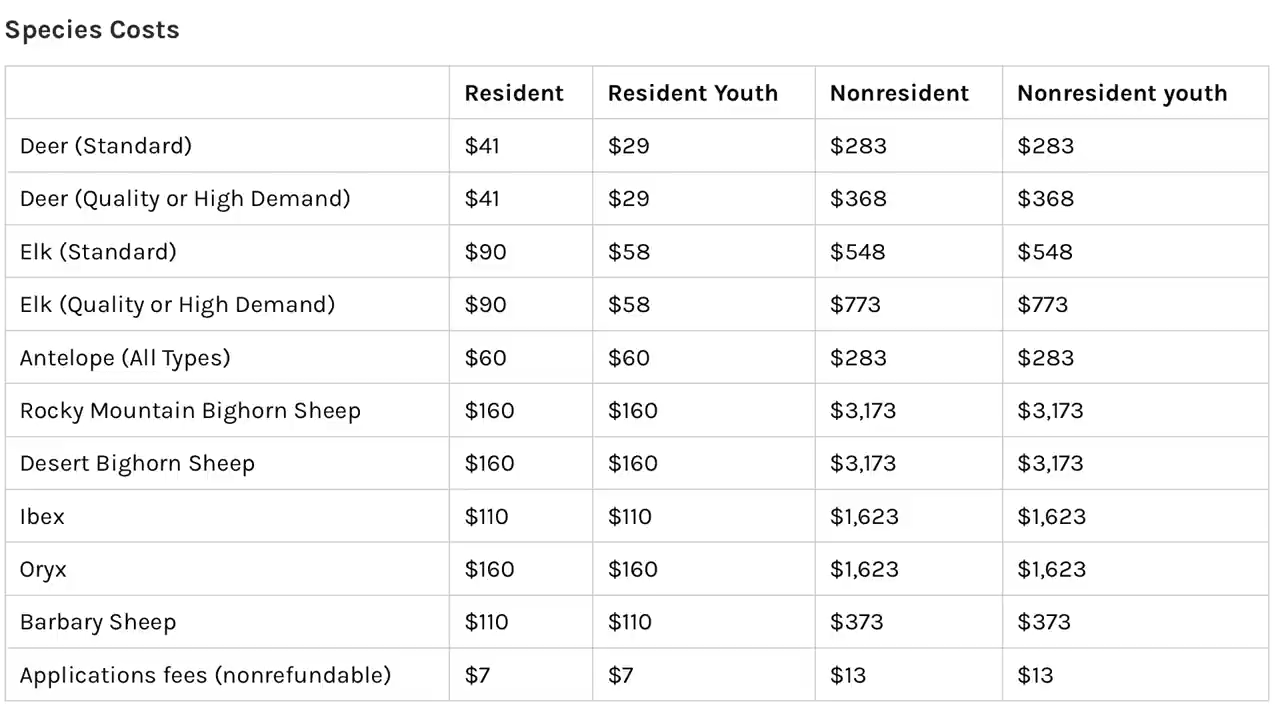 Species Costs
Resident Resident Youth Nonresident Nonresident youth
Deer (Standard) $41 $29 $283 $283
Deer (Quality or High Demand) $41 $29 $368 $368
Elk (Standard) $90 $58 $548 $548
Elk (Quality or High Demand) $90 $58 $773 $773
Antelope (All Types) $60 $60 $283 $283
Rocky Mountain Bighorn Sheep $160 $160 $3,173 $3,173
Desert Bighorn Sheep $160 $160 $3,173 $3,173
Ibex $110 $110 $1,623 $1,623
Oryx $160 $160 $1,623 $1,623
Barbary Sheep $110 $110 $373 $373
Applications fees (nonrefundable) $7 $7 $13 $13